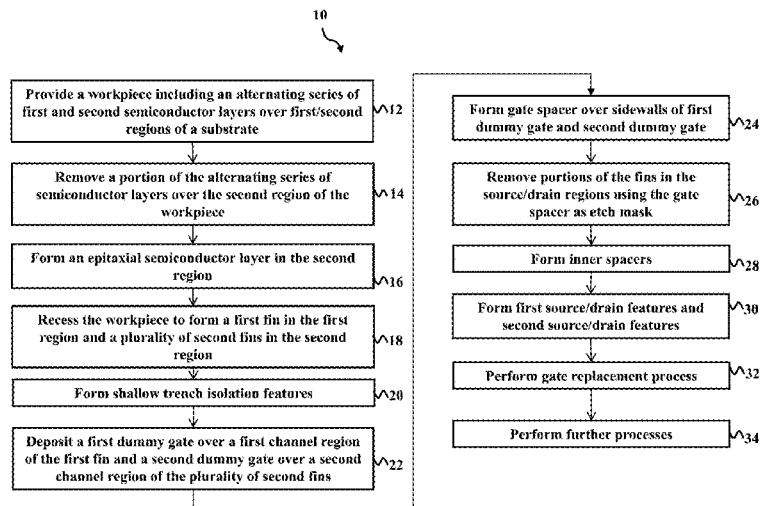 10
Provide a workpiece including an alternating series of
first and second semiconductor layers over first/second
regions of a substrate
12
Remove a portion of the alternating series of
semiconductor layers over the second region of the
workpiece
14
Form an epitaxial semiconductor layer in the second
region
16
Recess the workpiece to form a first fin in the first
region and a plurality of second fins in the second
region
18
Form shallow trench isolation features
20
Deposit a first dummy gate over a first channel region
of the first fin and a second dummy gate over a second
channel region of the plurality of second fins
22
Form gate spacer over sidewalls of first
dummy gate and second dummy gate
24
Remove portions of the fins in the
source/drain regions using the gate
spacer as etch mask
26
Form inner spacers
28
Form first source/drain features and
second source/drain features
30
Perform gate replacement process
32
Perform further processes
34